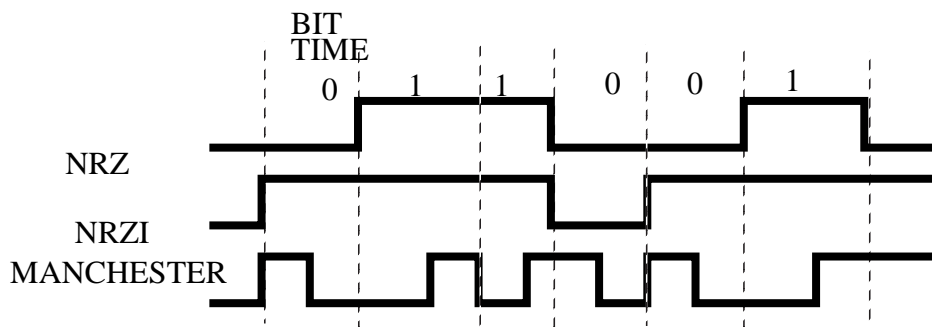 BIT
TIME
0 1 1 0 0 1
NRZ
NRZI
MANCHESTER